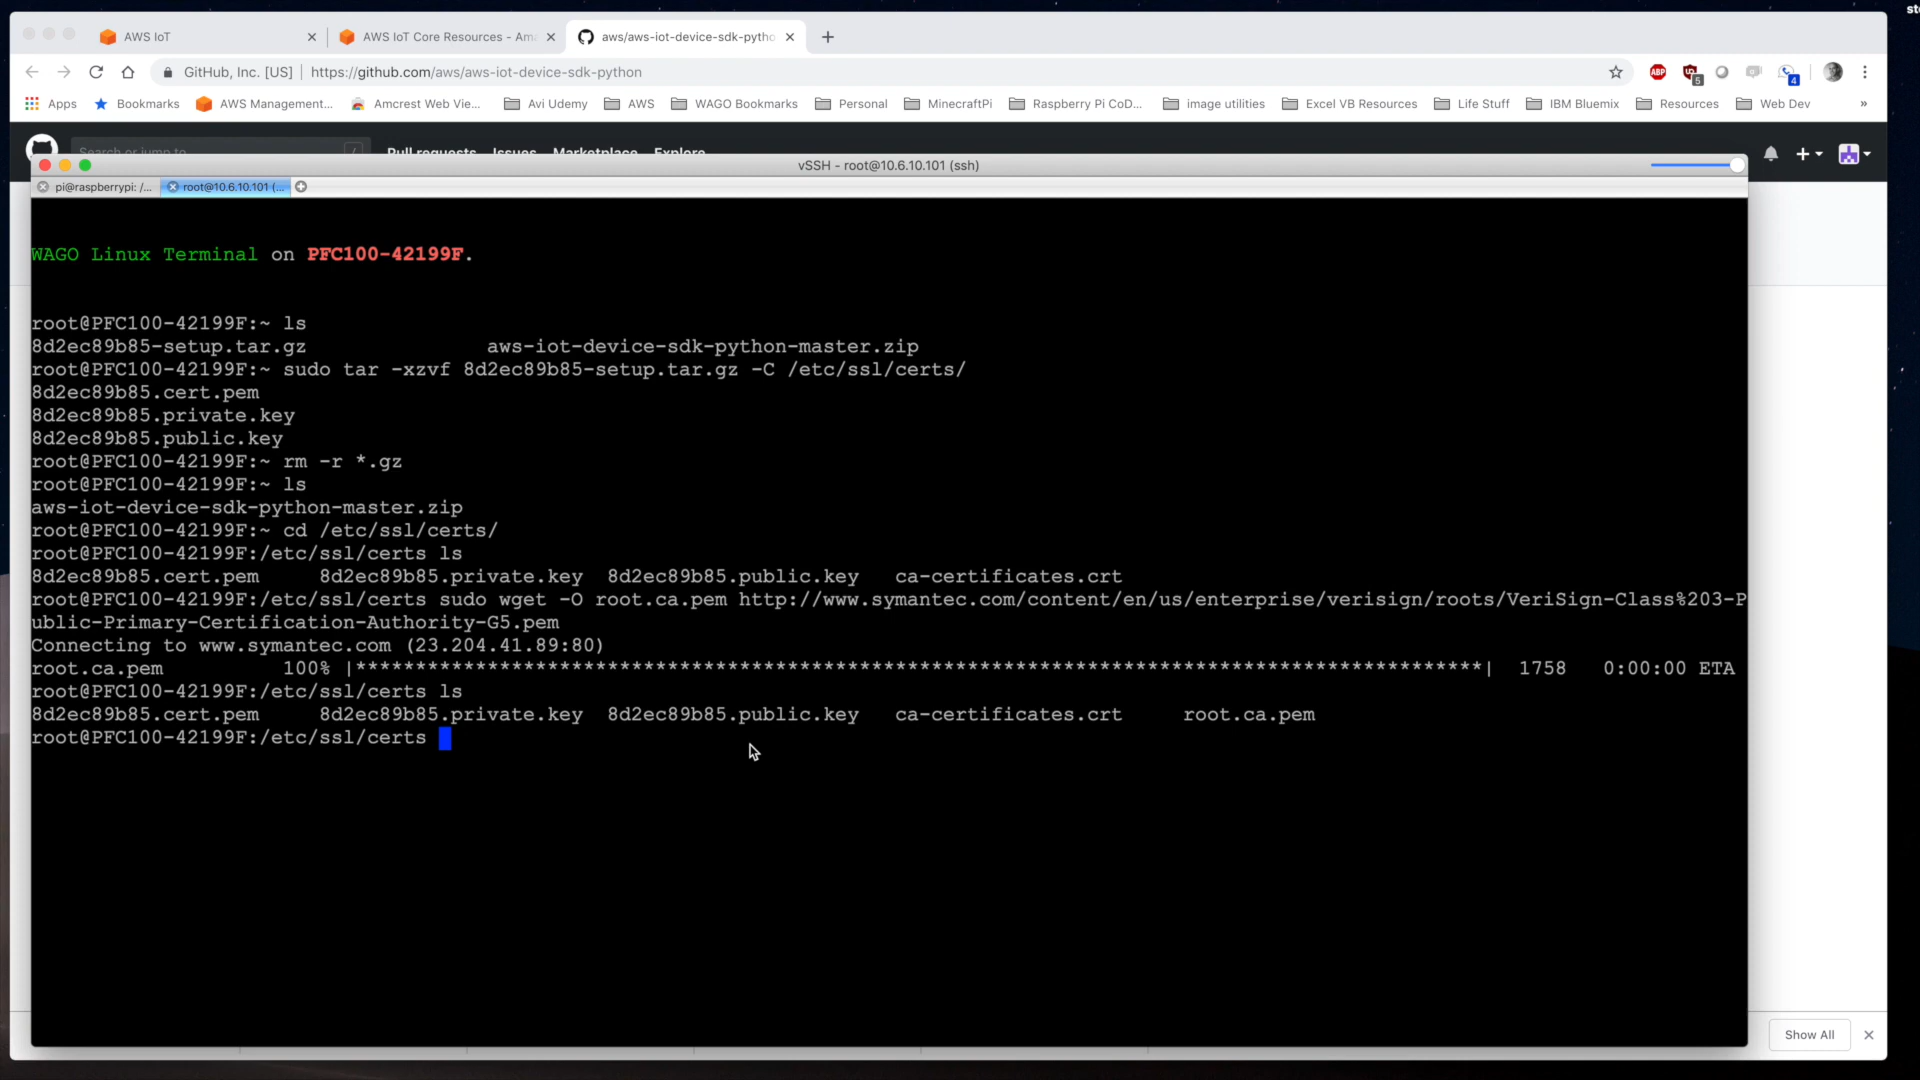 ste
AWS IoT
AWS IoT Core Resources - Ama
aws/aws-iot-device-sdk-pytho
GitHub, Inc. [US] | https://github.com/aws/aws-iot-device-sdk-python
ABP
5
4
Apps Bookmarks AWS Management... Amcrest Web Vie... Avi Udemy AWS WAGO Bookmarks Personal MinecraftPi Raspberry Pi CoD... image utilities Excel VB Resources Life Stuff IBM Bluemix Resources Web Dev »
Search or jump to / Pull requests Issues Marketplace Explore
vSSH - root@10.6.10.101 (ssh)
pi@raspberrypi: /... root@10.6.10.101 (...
WAGO Linux Terminal on PFC100-42199F.
root@PFC100-42199F:~ ls
8d2ec89b85-setup.tar.gz aws-iot-device-sdk-python-master.zip
root@PFC100-42199F:~ sudo tar -xzvf 8d2ec89b85-setup.tar.gz -C /etc/ssl/certs/
8d2ec89b85.cert.pem
8d2ec89b85.private.key
8d2ec89b85.public.key
root@PFC100-42199F:~ rm -r *.gz
root@PFC100-42199F:~ ls
aws-iot-device-sdk-python-master.zip
root@PFC100-42199F:~ cd /etc/ssl/certs/
root@PFC100-42199F:/etc/ssl/certs ls
8d2ec89b85.cert.pem 8d2ec89b85.private.key 8d2ec89b85.public.key ca-certificates.crt
root@PFC100-42199F:/etc/ssl/certs sudo wget -O root.ca.pem http://www.symantec.com/content/en/us/enterprise/verisign/roots/VeriSign-Class%203-P
ublic-Primary-Certification-Authority-G5.pem
Connecting to www.symantec.com (23.204.41.89:80)
root.ca.pem 100% |**********************************************************************************************| 1758 0:00:00 ETA
root@PFC100-42199F:/etc/ssl/certs ls
8d2ec89b85.cert.pem 8d2ec89b85.private.key 8d2ec89b85.public.key ca-certificates.crt root.ca.pem
root@PFC100-42199F:/etc/ssl/certs
Show All